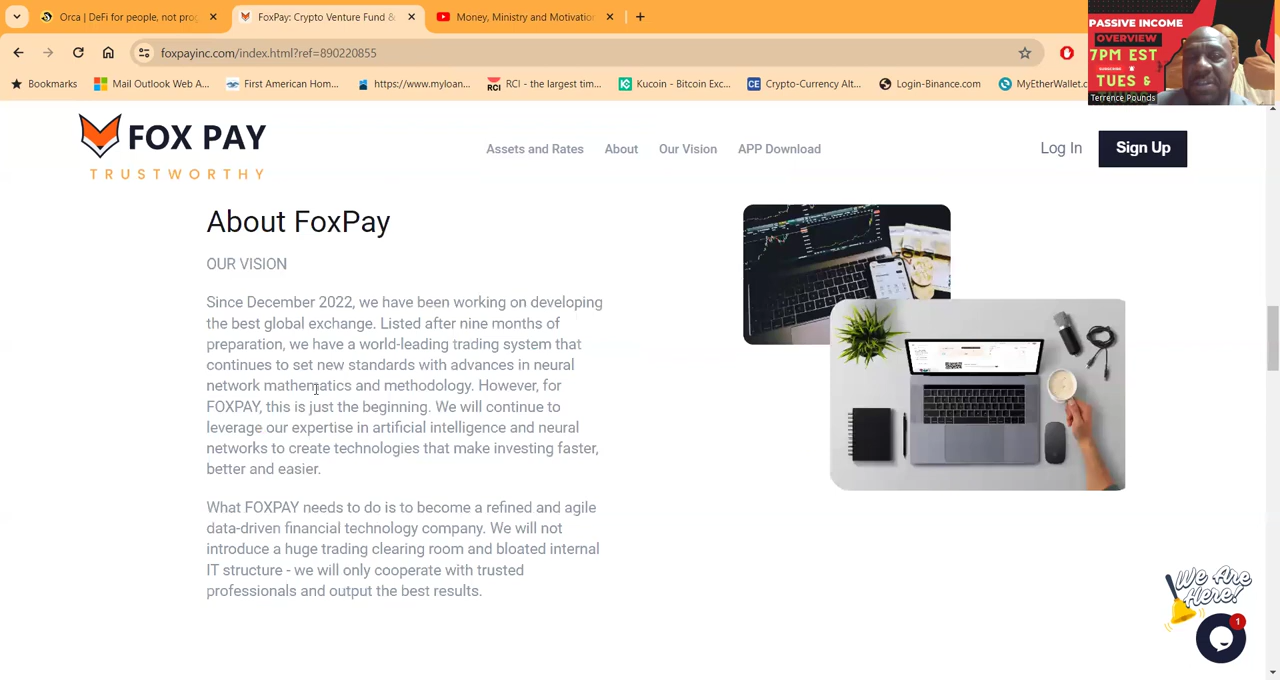 Orca | DeFi for people, not pro
FoxPay: Crypto Venture Fund &
Money, Ministry and Motivatio
foxpayinc.com/index.html?ref=890220855
Bookmarks
Mail Outlook Web A...
First American Hom...
https://www.myloan...
RCI - the largest tim...
Kucoin - Bitcoin Exc...
Crypto-Currency Alt...
Login-Binance.com
MyEtherWallet.c
PASSIVE INCOME
OVERVIEW
7PM EST
TUES &
Terrence Pounds
FOX PAY
TRUSTWORTHY
Assets and Rates
About
Our Vision
APP Download
Log In
Sign Up
About FoxPay
OUR VISION
Since December 2022, we have been working on developing
the best global exchange. Listed after nine months of
preparation, we have a world-leading trading system that
continues to set new standards with advances in neural
network mathematics and methodology. However, for
FOXPAY, this is just the beginning. We will continue to
leverage our expertise in artificial intelligence and neural
networks to create technologies that make investing faster,
better and easier.
What FOXPAY needs to do is to become a refined and agile
data-driven financial technology company. We will not
introduce a huge trading clearing room and bloated internal
IT structure - we will only cooperate with trusted
professionals and output the best results.
We Are
Here!
1